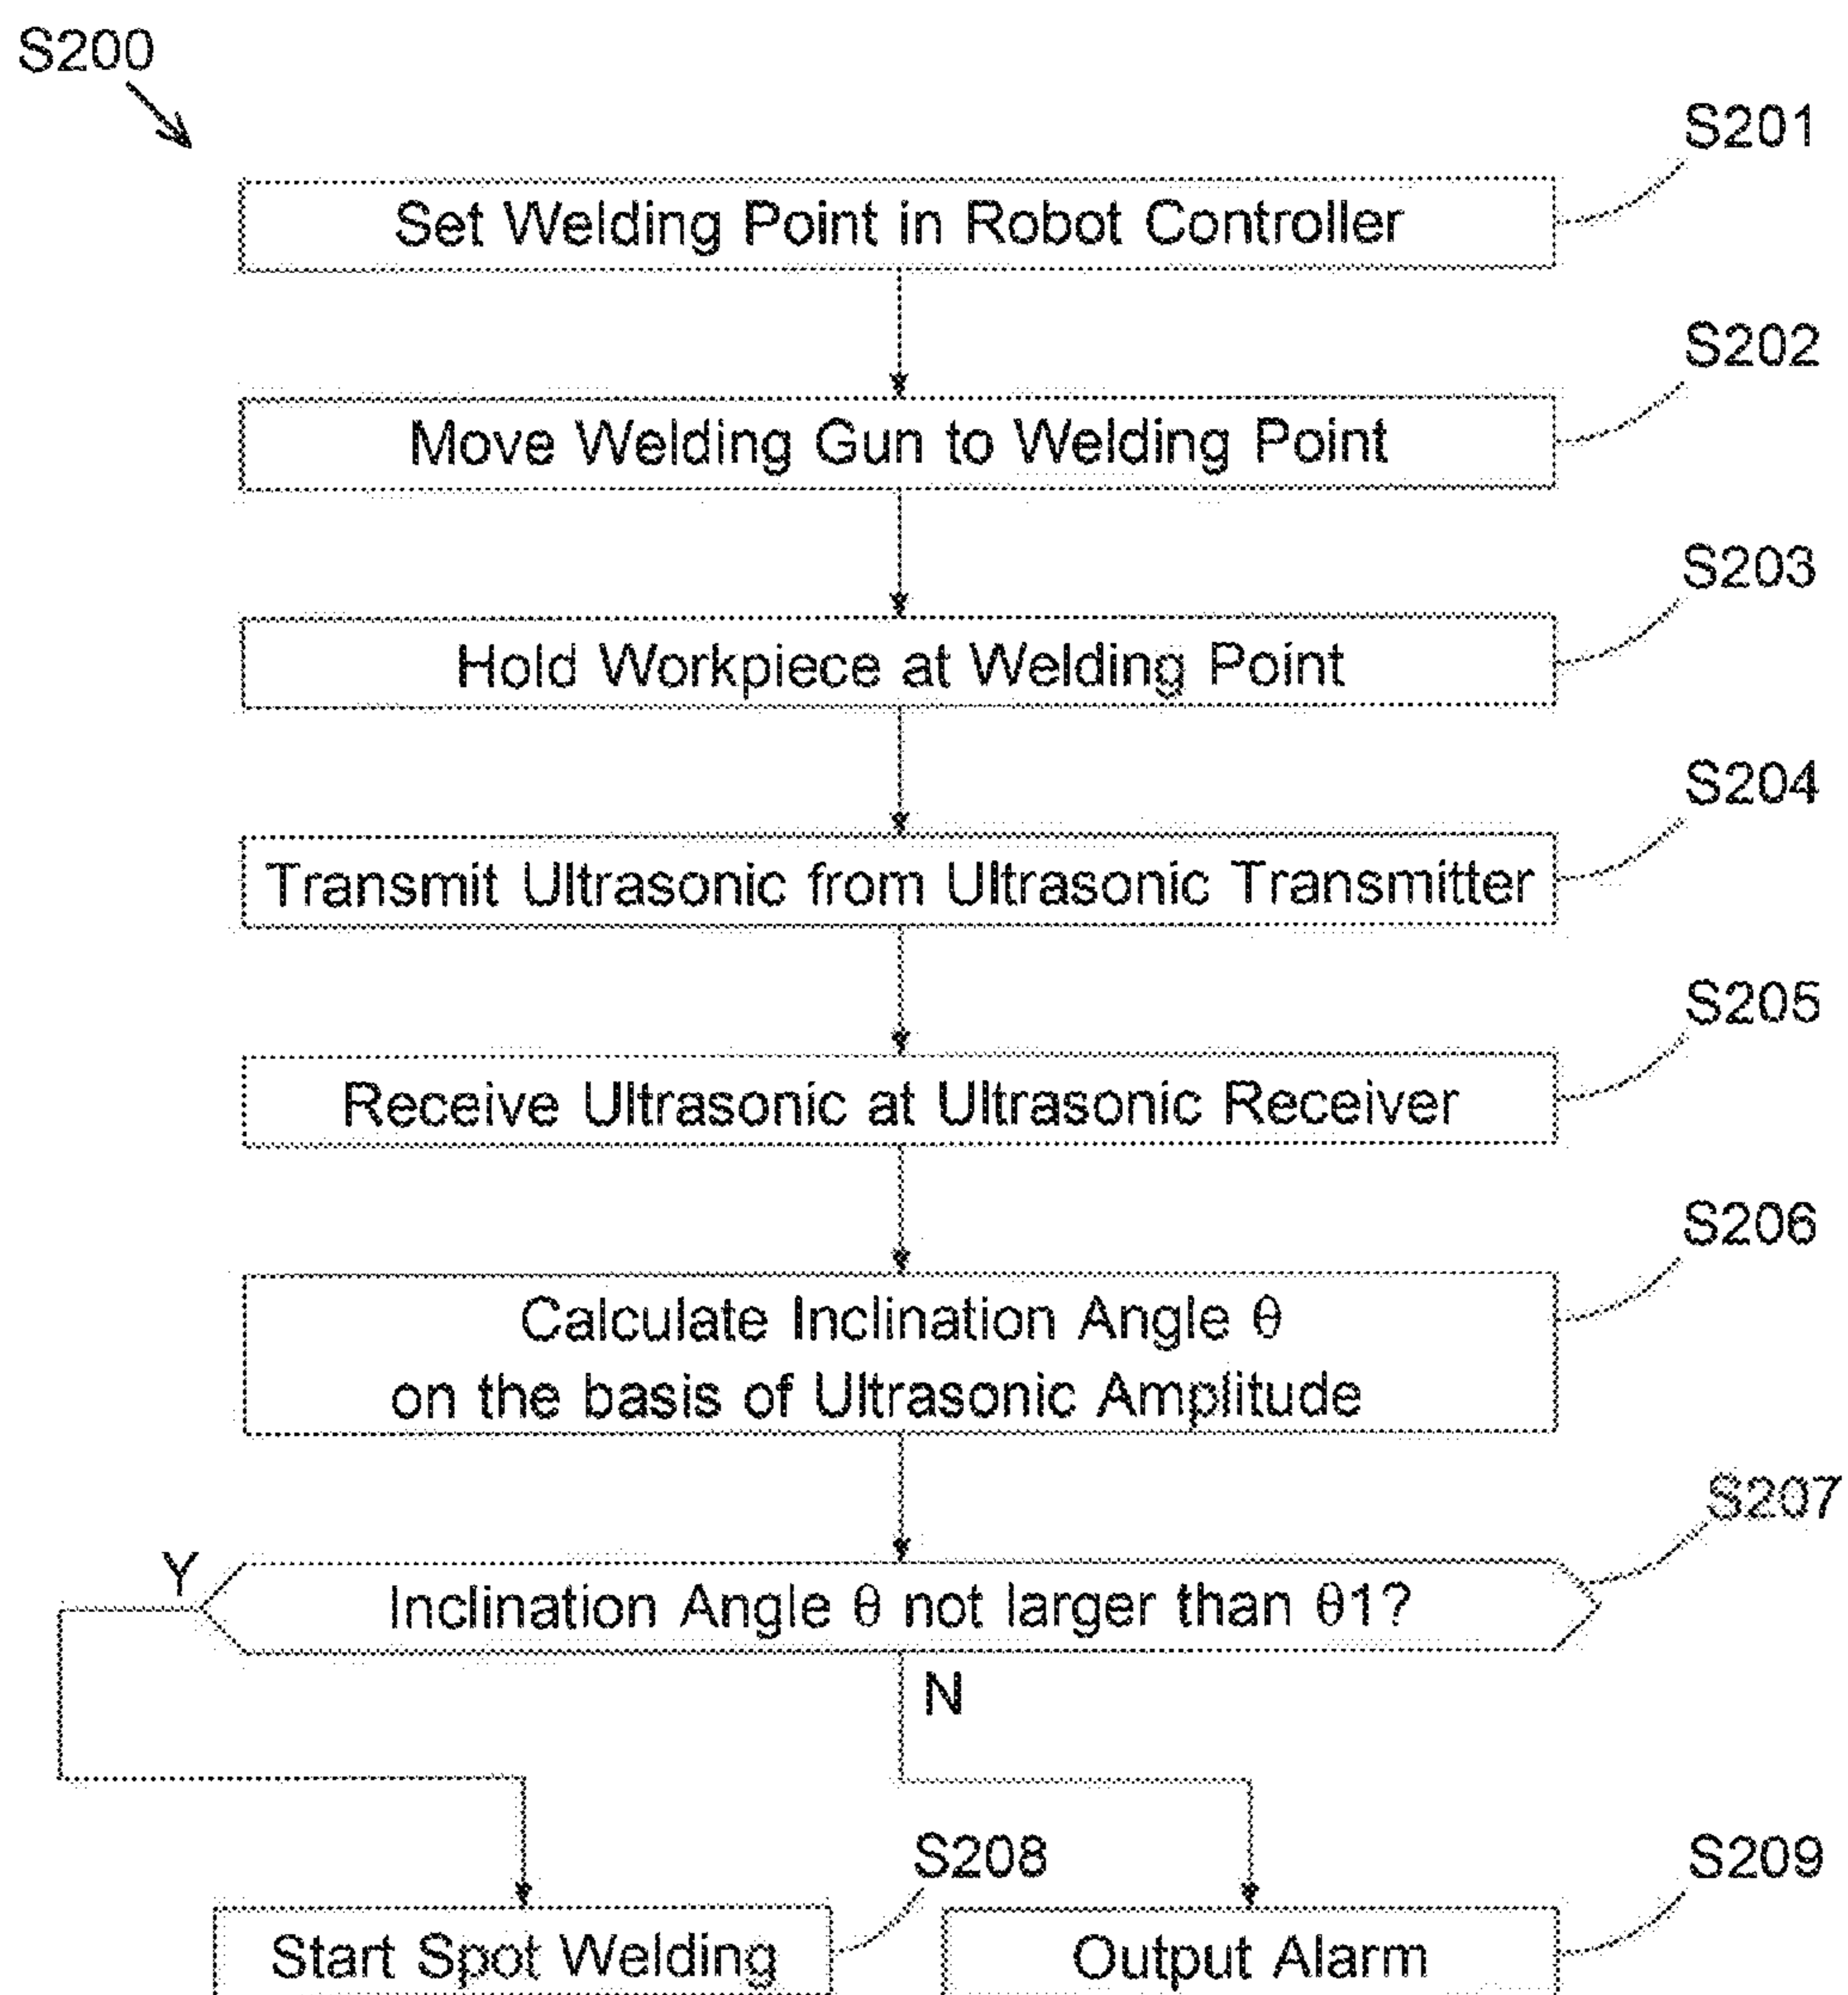 S200
S201
Set Welding Point in Robot Controller
S202
Move Welding Gun to Welding Point
S203
Hold Workpiece at Welding Point
S204
Transmit Ultrasonic from Ultrasonic Transmitter
S205
Receive Ultrasonic at Ultrasonic Receiver
S206
Calculate Inclination Angle θ
on the basis of Ultrasonic Amplitude
S207
Y
Inclination Angle θ not larger than θ1?
N
S208
S209
Start Spot Welding
Output Alarm